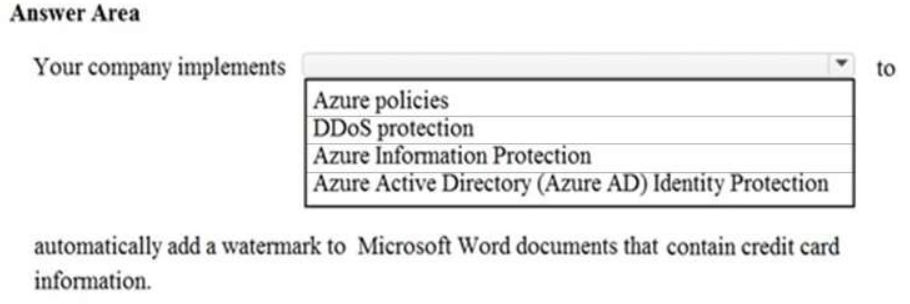 Answer Area
Your company implements to
Azure policies
DDoS protection
Azure Information Protection
Azure Active Directory (Azure AD) Identity Protection
automatically add a watermark to Microsoft Word documents that contain credit card
information.